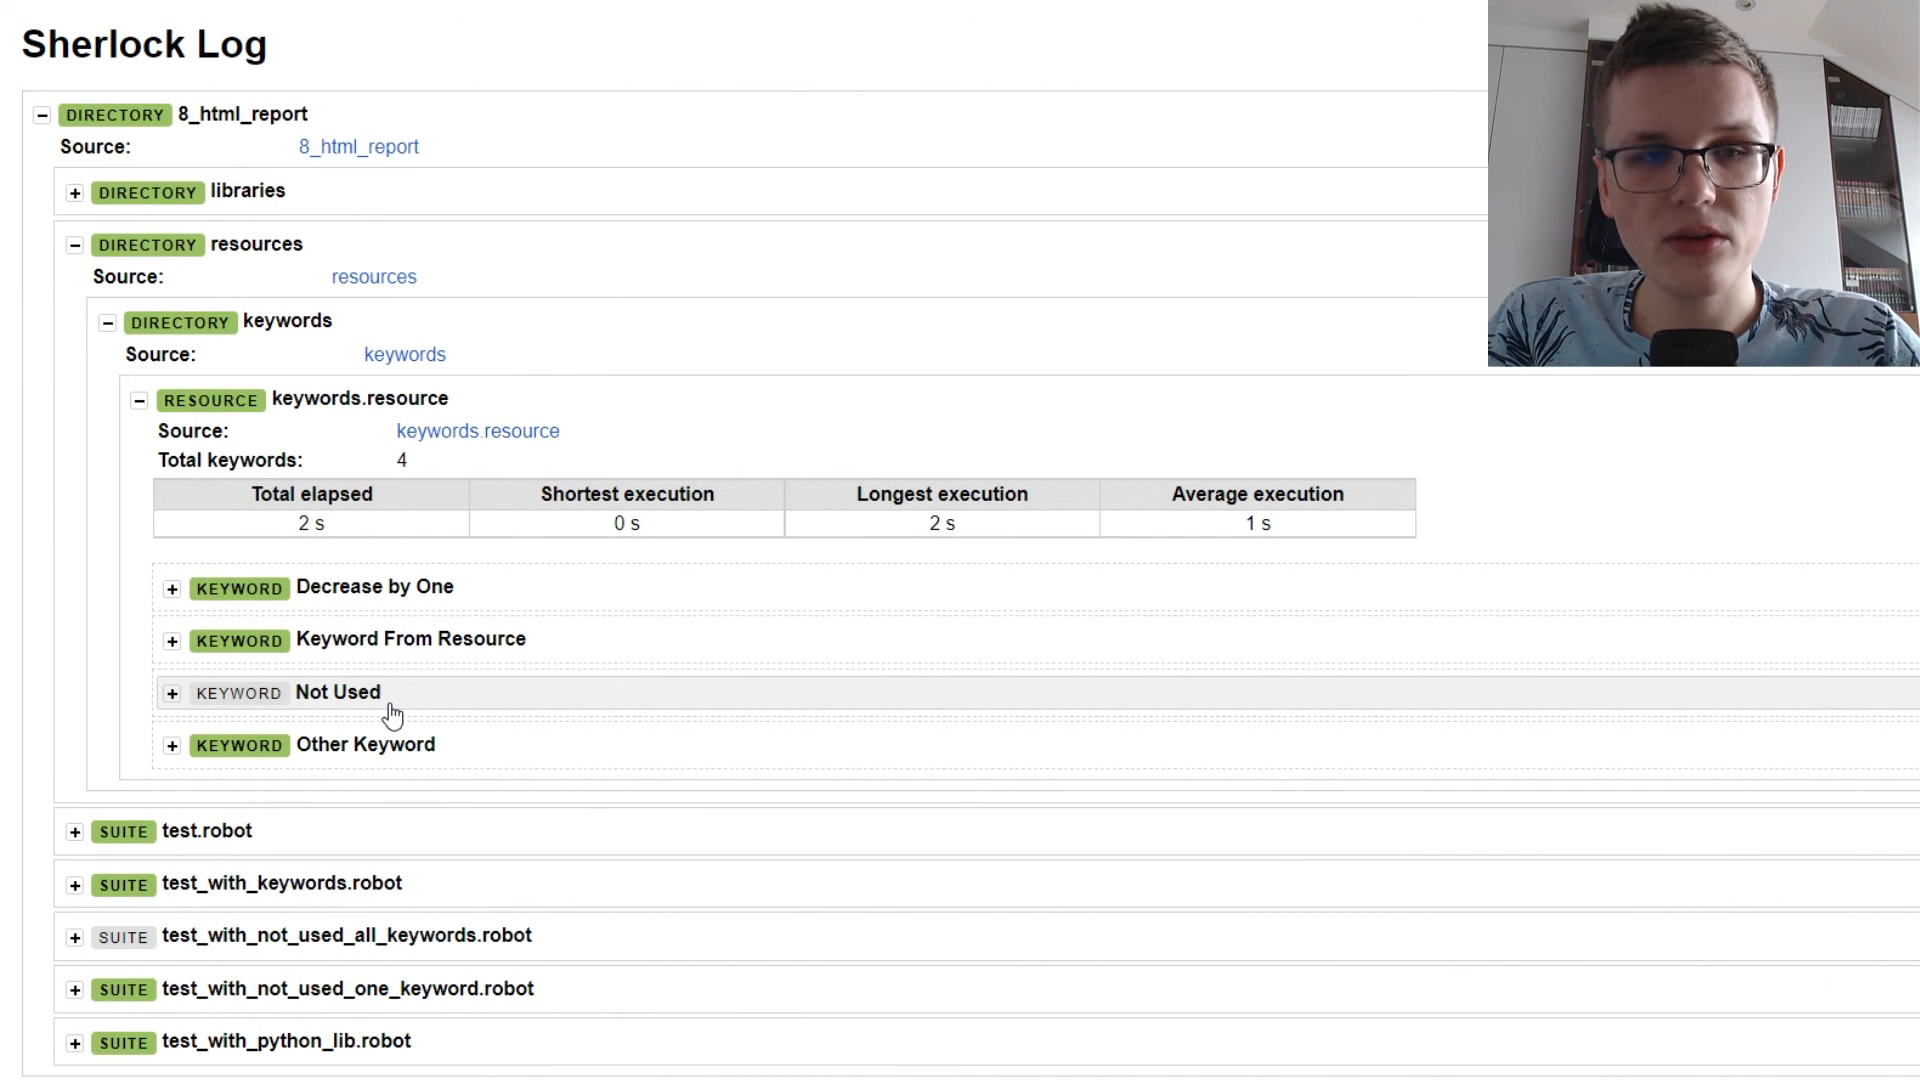 Sherlock Log
DIRECTORY 8_html_report
Source: 8_html_report
DIRECTORY libraries
DIRECTORY resources
Source: resources
DIRECTORY keywords
Source: keywords
RESOURCE keywords.resource
Source: keywords.resource
Total keywords: 4
Total elapsed Shortest execution Longest execution Average execution
2 s 0 s 2 s 1 s
KEYWORD Decrease by One
KEYWORD Keyword From Resource
KEYWORD Not Used
KEYWORD Other Keyword
SUITE test.robot
SUITE test_with_keywords.robot
SUITE test_with_not_used_all_keywords.robot
SUITE test_with_not_used_one_keyword.robot
SUITE test_with_python_lib.robot